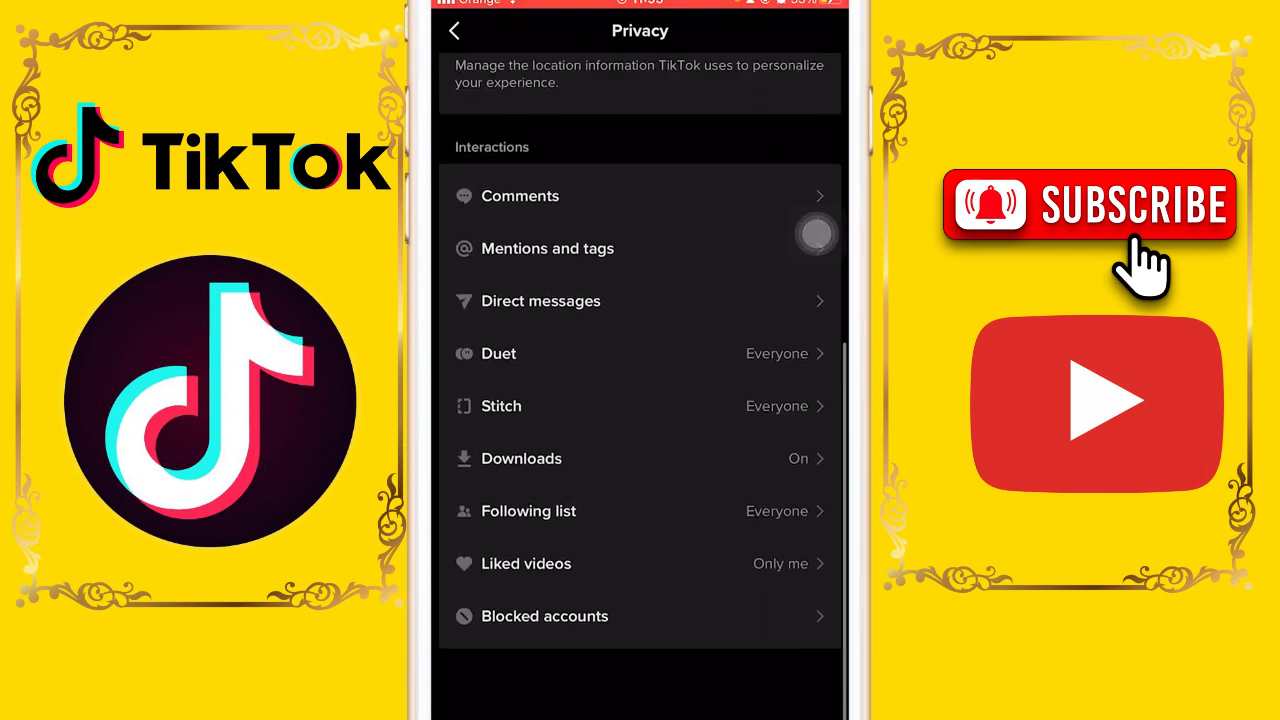 Orange
Privacy
Manage the location information TikTok uses to personalize
your experience.
Interactions
Comments
Mentions and tags
Direct messages
Duet Everyone
Stitch Everyone
Downloads On
Following list Everyone
Liked videos Only me
Blocked accounts
TikTok
SUBSCRIBE